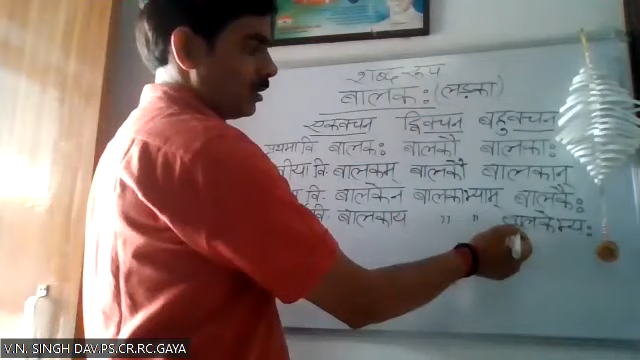 शब्द रूप
बालक: (लड़का)
एकवचन द्विवचन बहुवचन
प्रथमा वि बालक: बालकौ बालका:
तीया वि. बालकम् बालकौ बालकान्
वि. बालकेन बालकाभ्याम् बालकै:
वि. बालकाय " " बालकेभ्य:
V.N. SINGH DAV.PS.CR.RC.GAYA